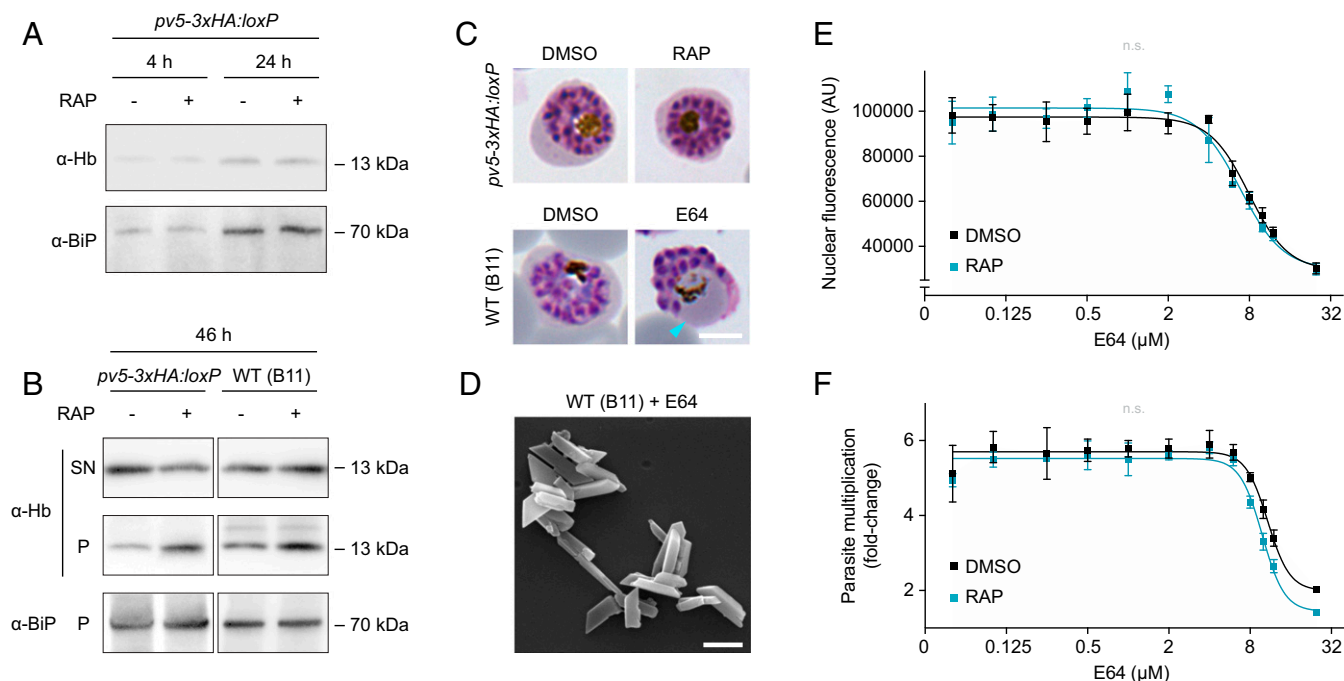 A
pv5-3xHA:loxP
4 h 24 h
RAP - + - +
α-Hb – 13 kDa
α-BiP – 70 kDa
B
46 h
pv5-3xHA:loxP WT (B11)
RAP - + - +
SN – 13 kDa
α-Hb
P – 13 kDa
α-BiP P – 70 kDa
C
DMSO RAP
pv5-3xHA:loxP
DMSO E64
WT (B11)
D
WT (B11) + E64
E
n.s.
Nuclear fluorescence (AU)
100000
80000
60000
40000
DMSO
RAP
0 0.125 0.5 2 8 32
E64 (µM)
F
n.s.
Parasite multiplication
(fold-change)
6
4
2
DMSO
RAP
0 0.125 0.5 2 8 32
E64 (µM)